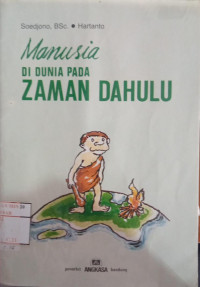 Soedjono, BSc. • Hartanto
Manusia
DI DUNIA PADA
ZAMAN DAHULU
penerbit ANGKASA bandung